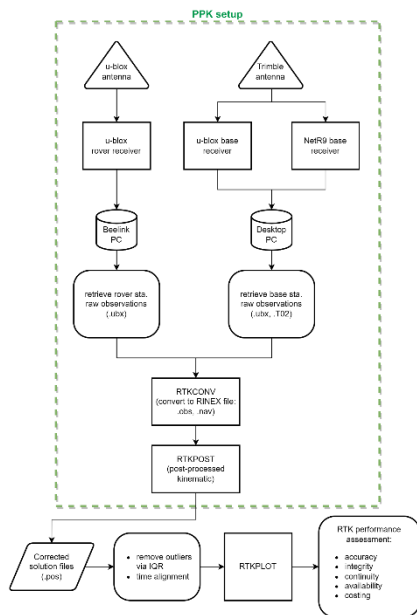 PPK setup
u-blox
antenna
Trimble
antenna
u-blox
rover receiver
u-blox base
receiver
NetR9 base
receiver
Beelink
PC
Desktop
PC
retrieve rover sta.
raw observations
(.ubx)
retrieve base sta.
raw observations
(.ubx, .T02)
RTKCONV
(convert to RINEX file:
.obs, .nav)
RTKPOST
(post-processed
kinematic)
Corrected
solution files
(.pos)
• remove outliers
via IQR
• time alignment
RTKPLOT
RTK performance
assessment:
• accuracy
• integrity
• continuity
• availability
• costing